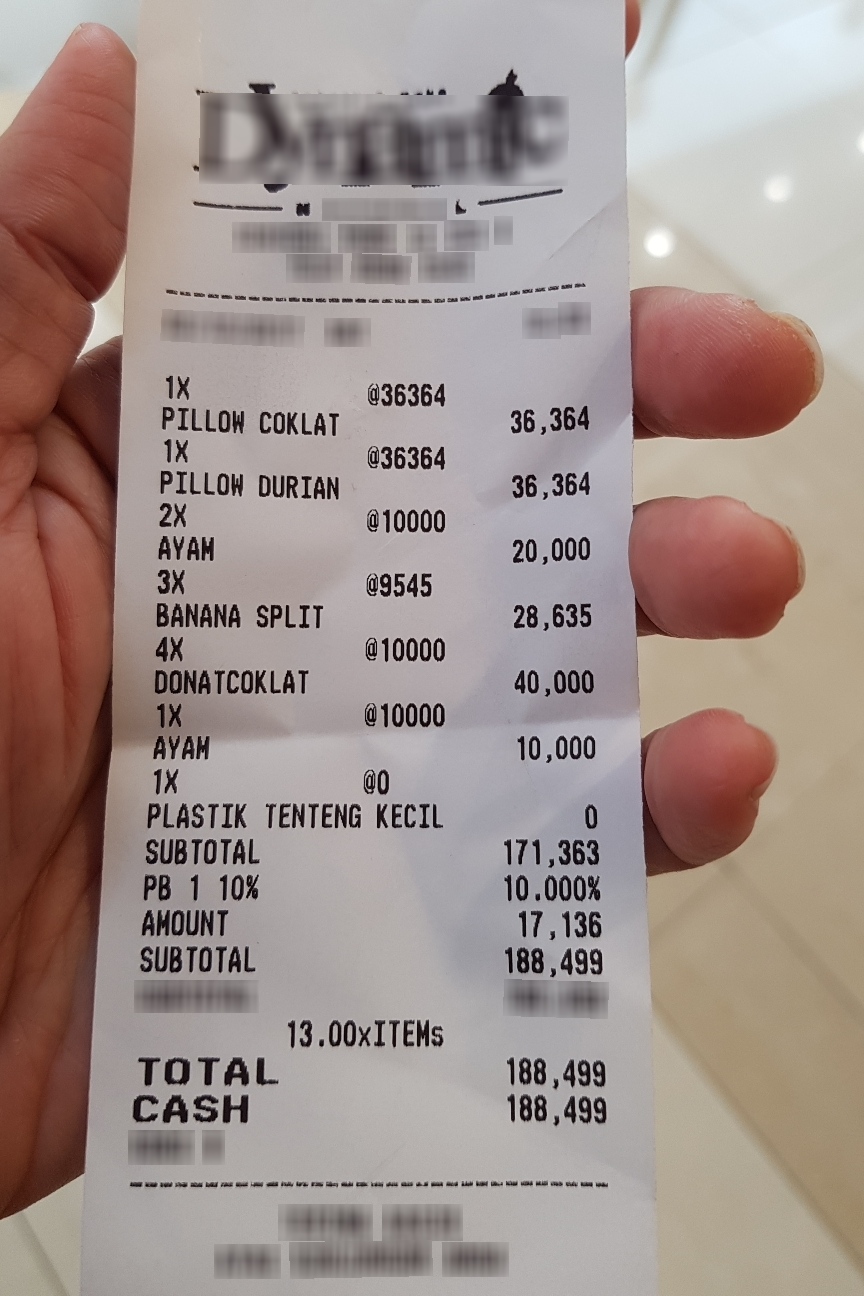 1X @36364
PILLOW COKLAT 36,364
1X @36364
PILLOW DURIAN 36,364
2X @10000
AYAM 20,000
3X @9545
BANANA SPLIT 28,635
4X @10000
DONATCOKLAT 40,000
1X @10000
AYAM 10,000
1X @0
PLASTIK TENTENG KECIL 0
SUBTOTAL 171,363
PB 1 10% 10.000%
AMOUNT 17,136
SUBTOTAL 188,499
13.00xITEMs
TOTAL 188,499
CASH 188,499